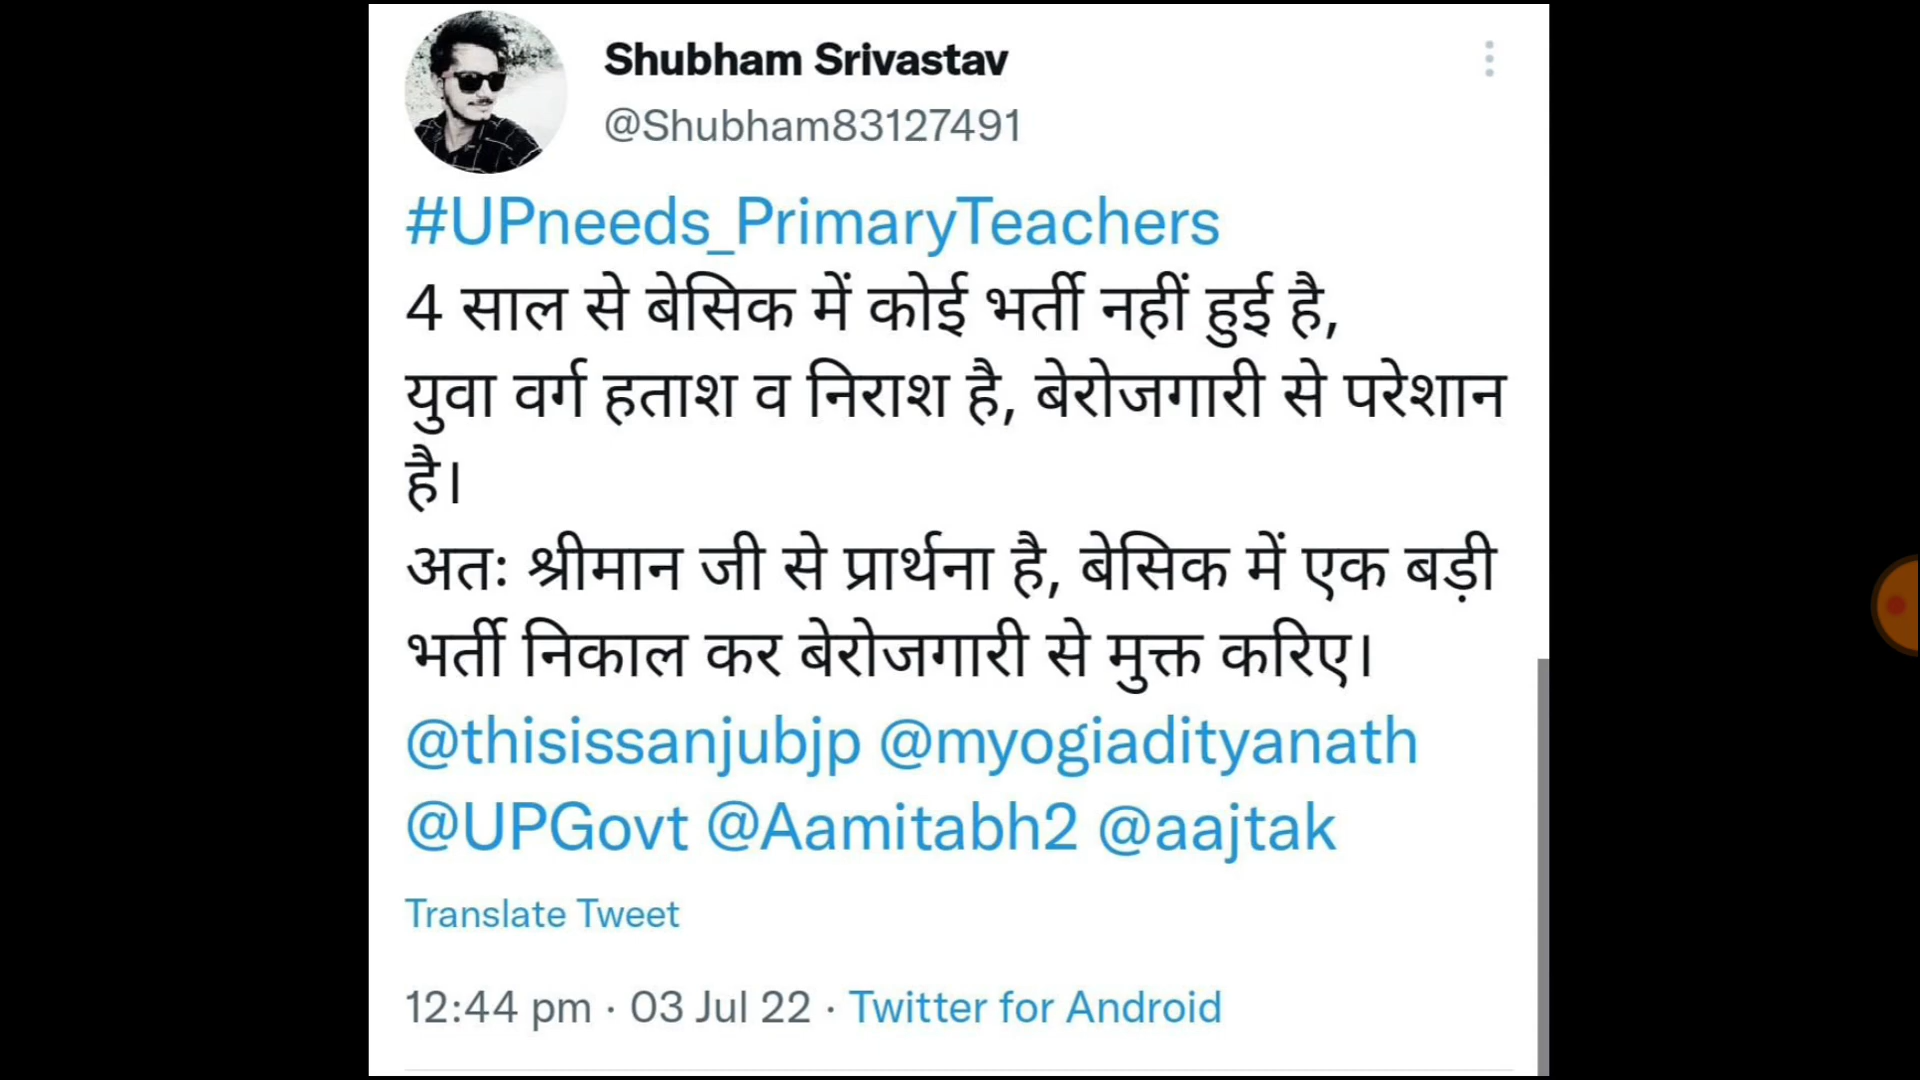 Shubham Srivastav
@Shubham83127491
#UPneeds_PrimaryTeachers
4 साल से बेसिक में कोई भर्ती नहीं हुई है,
युवा वर्ग हताश व निराश है, बेरोजगारी से परेशान
है।
अतः श्रीमान जी से प्रार्थना है, बेसिक में एक बड़ी
भर्ती निकाल कर बेरोजगारी से मुक्त करिए।
@thisissanjubjp @myogiadityanath
@UPGovt @Aamitabh2 @aajtak
Translate Tweet
12:44 pm · 03 Jul 22 · Twitter for Android